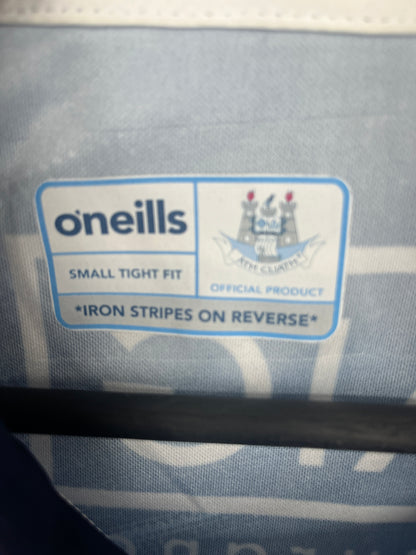 o'neills
SMALL TIGHT FIT
ÁTH CLIATH
OFFICIAL PRODUCT
*IRON STRIPES ON REVERSE*